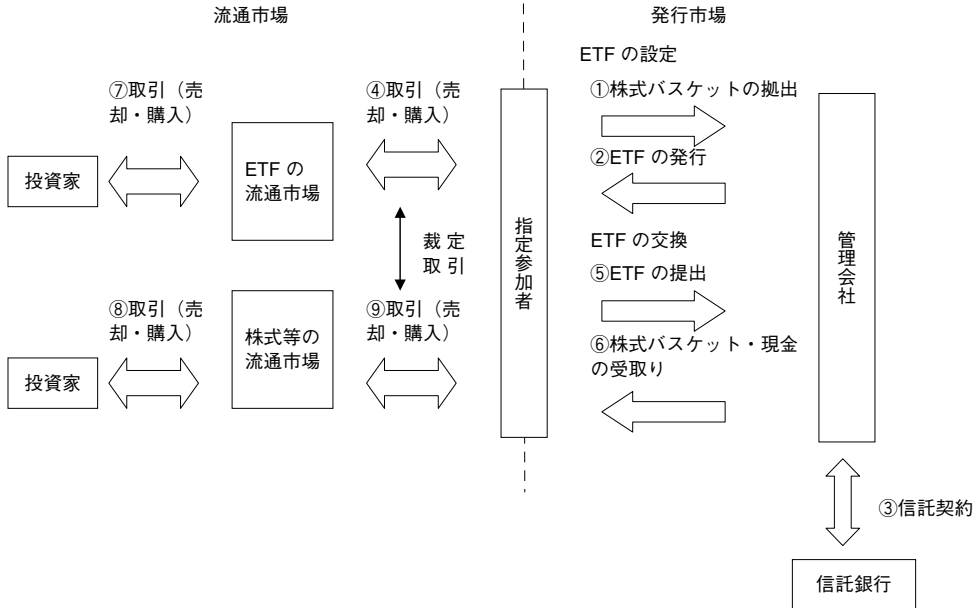 流通市場
発行市場
ETF の設定
⑦取引（売
却・購入）
④取引（売
却・購入）
①株式バスケットの拠出
投資家
ETF の
流通市場
②ETF の発行
裁 定
取 引
指定参加者
ETF の交換
管理会社
⑤ETF の提出
⑧取引（売
却・購入）
株式等の
流通市場
⑨取引（売
却・購入）
⑥株式バスケット・現金
の受取り
投資家
③信託契約
信託銀行